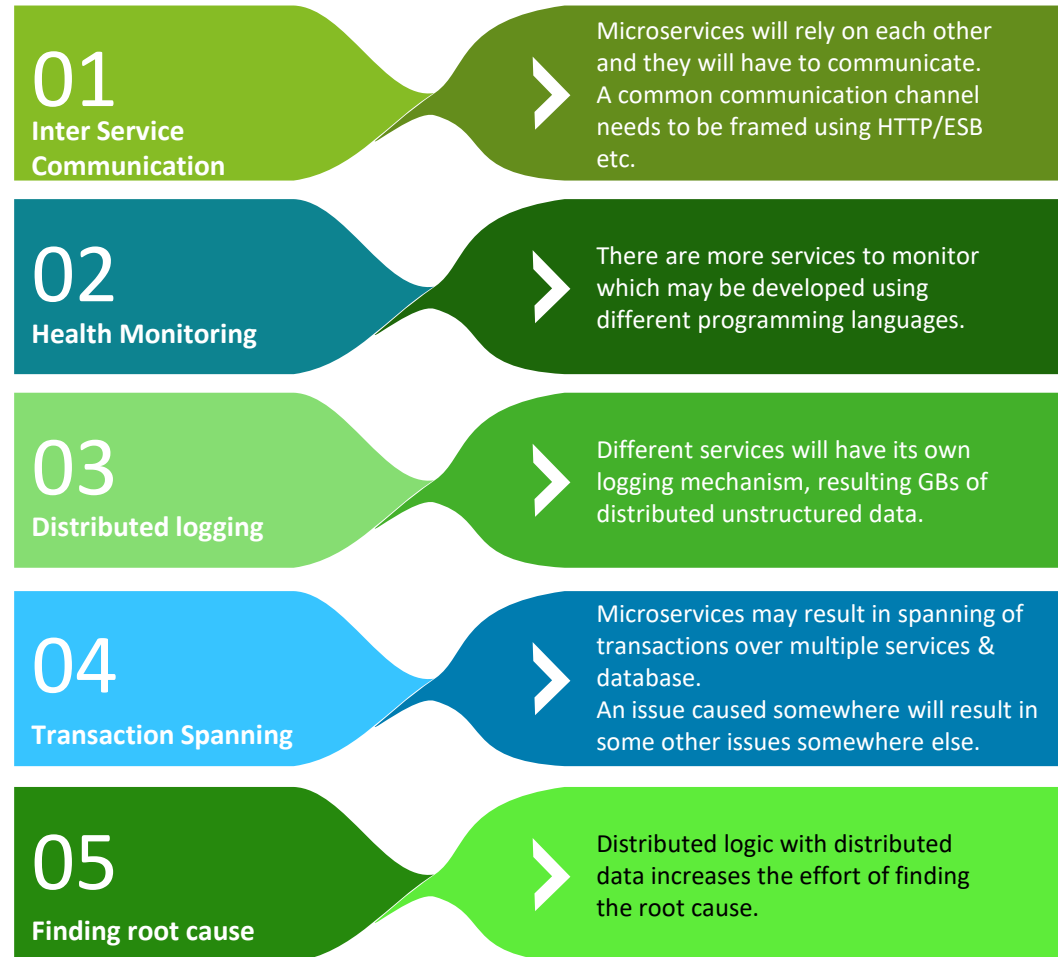 01
Inter Service
Communication
Microservices will rely on each other
and they will have to communicate.
A common communication channel
needs to be framed using HTTP/ESB
etc.
02
Health Monitoring
There are more services to monitor
which may be developed using
different programming languages.
03
Distributed logging
Different services will have its own
logging mechanism, resulting GBs of
distributed unstructured data.
04
Transaction Spanning
Microservices may result in spanning of
transactions over multiple services &
database.
An issue caused somewhere will result in
some other issues somewhere else.
05
Finding root cause
Distributed logic with distributed
data increases the effort of finding
the root cause.